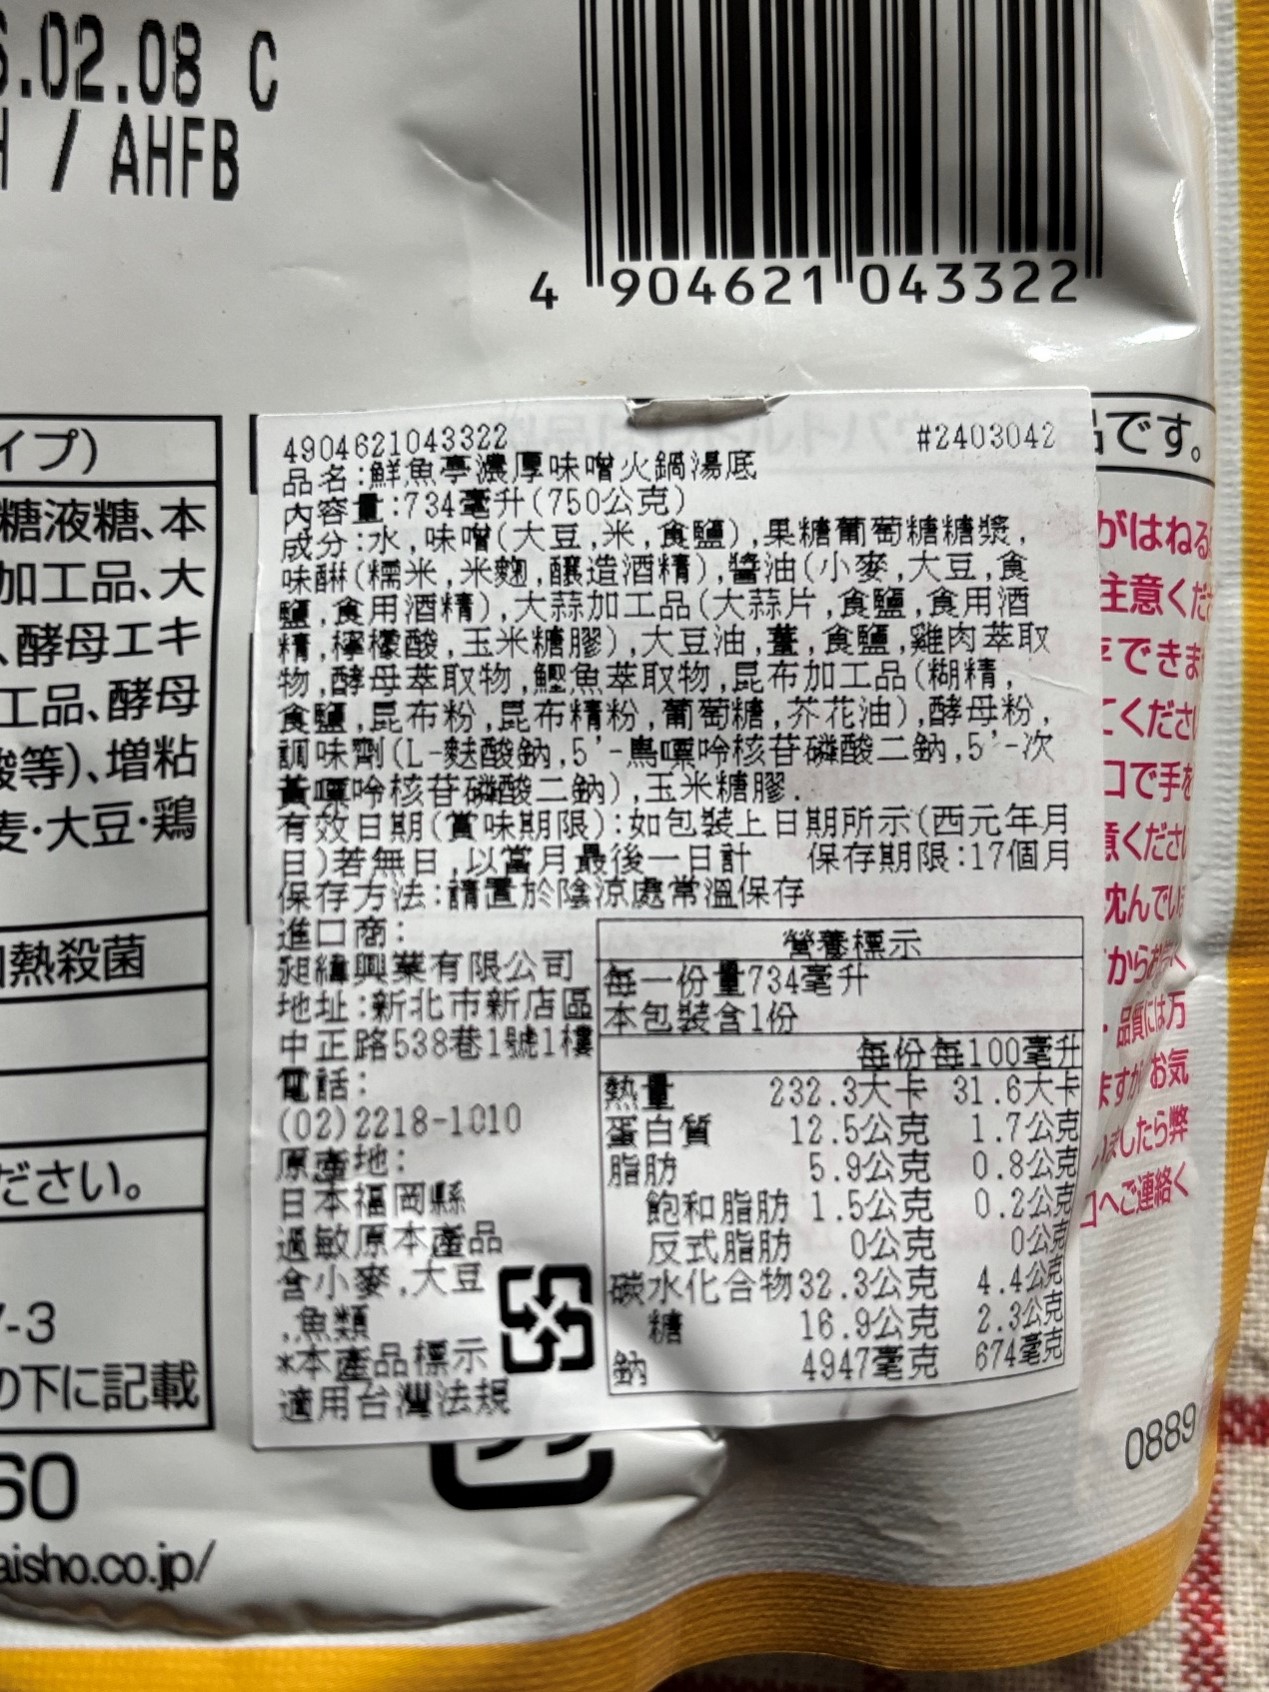 .02.08 C
/ AHFB
4 904621 043322
イプ)
糖液糖、本
加工品、大
、酵母エキ
工品、酵母
酸等)、増粘
麦・大豆・鶏
熱殺菌
ださい。
-3
の下に記載
60
aisho.co.jp/
4904621043322 #2403042
品名:鮮魚亭濃厚味噌火鍋湯底
內容量:734毫升(750公克)
成分:水,味噌(大豆,米,食鹽),果糖葡萄糖糖漿,
味醂(糯米,米麴,釀造酒精),醬油(小麥,大豆,食
鹽,食用酒精),大蒜加工品(大蒜片,食鹽,食用酒
精,檸檬酸,玉米糖膠),大豆油,薑,食鹽,雞肉萃取
物,酵母萃取物,鰹魚萃取物,昆布加工品(糊精,
食鹽,昆布粉,昆布精粉,葡萄糖,芥花油),酵母粉,
調味劑(L-麩酸鈉,5'-鳥嘌呤核苷磷酸二鈉,5'-次
黃嘌呤核苷磷酸二鈉),玉米糖膠.
有效日期(賞味期限):如包裝上日期所示(西元年月
日)若無日,以當月最後一日計 保存期限:17個月
保存方法:請置於陰涼處常溫保存
進口商:
昶緯興業有限公司
地址:新北市新店區
中正路538巷1號1樓
電話:
(02)2218-1010
原產地:
日本福岡縣
過敏原本產品
含小麥,大豆
,魚類
*本產品標示
適用台灣法規
營養標示
每一份量734毫升
本包裝含1份
每份 每100毫升
熱量 232.3大卡 31.6大卡
蛋白質 12.5公克 1.7公克
脂肪 5.9公克 0.8公克
飽和脂肪 1.5公克 0.2公克
反式脂肪 0公克 0公克
碳水化合物 32.3公克 4.4公克
糖 16.9公克 2.3公克
鈉 4947毫克 674毫克
品です。
がはねる
注意くださ
できま
くださ
口で手を
意くださ
沈んでい
から
・品質には万
ますが お気
ましたら弊
口へご連絡く
0889